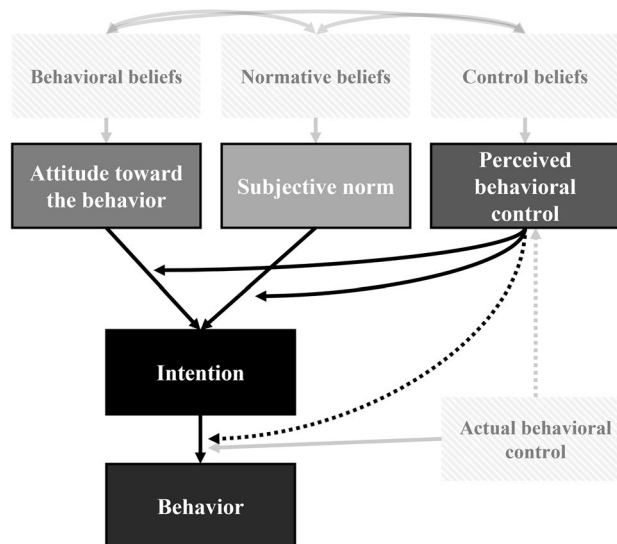 Behavioral beliefs
Normative beliefs
Control beliefs
Attitude toward
the behavior
Subjective norm
Perceived
behavioral
control
Intention
Actual behavioral
control
Behavior